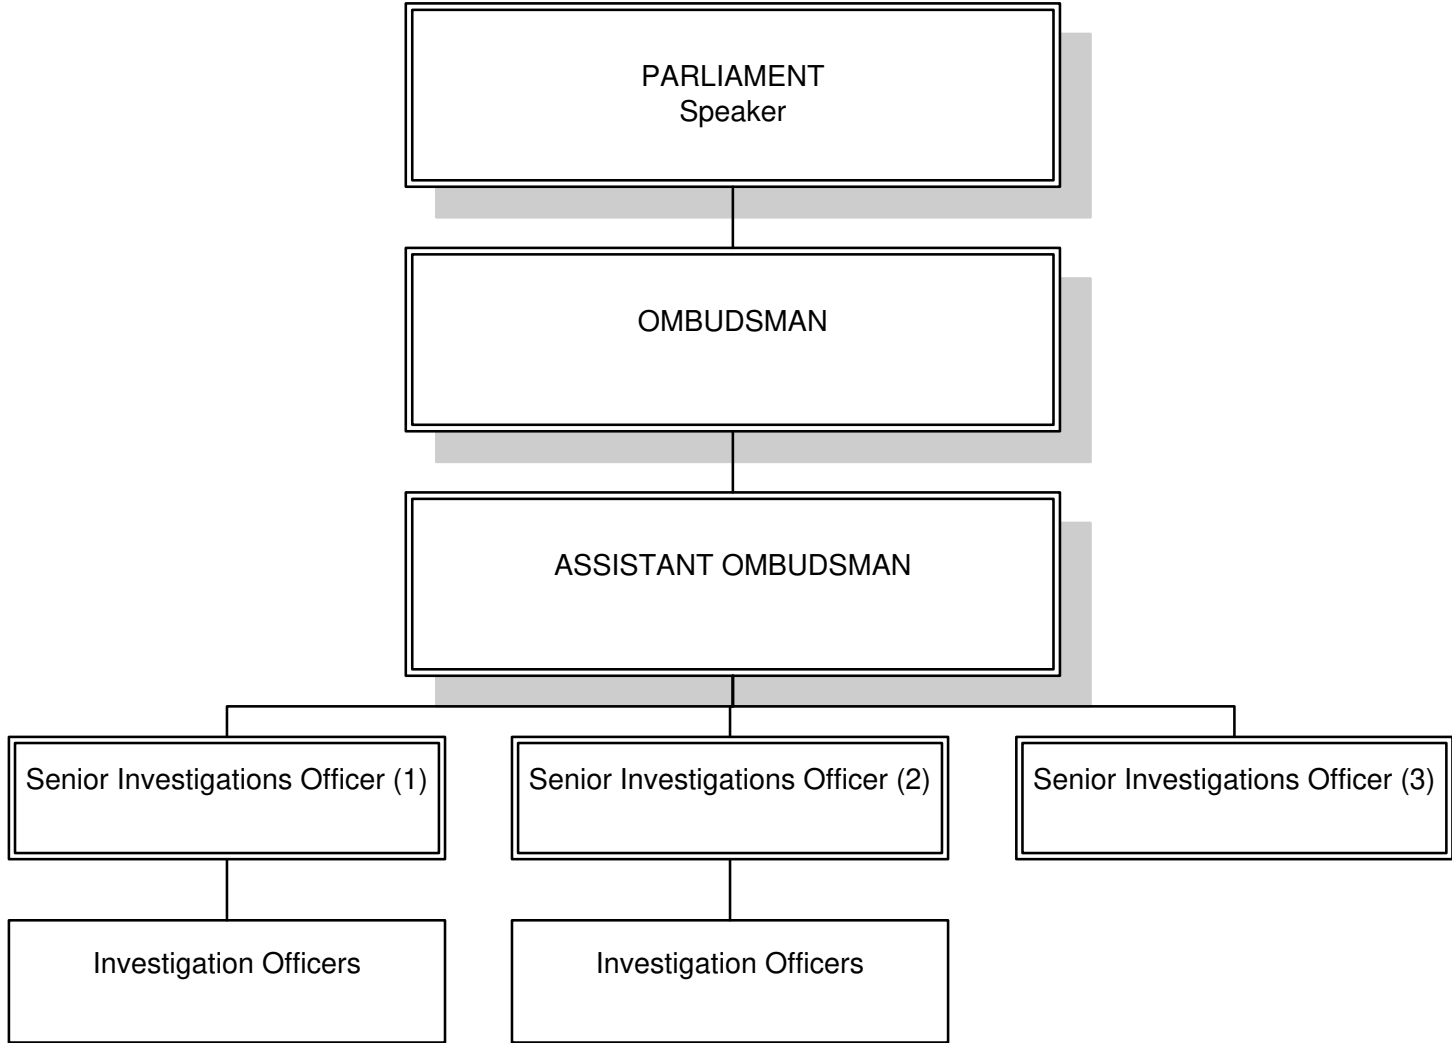 PARLIAMENT
Speaker
OMBUDSMAN
ASSISTANT OMBUDSMAN
Senior Investigations Officer (1)
Senior Investigations Officer (2)
Senior Investigations Officer (3)
Investigation Officers
Investigation Officers